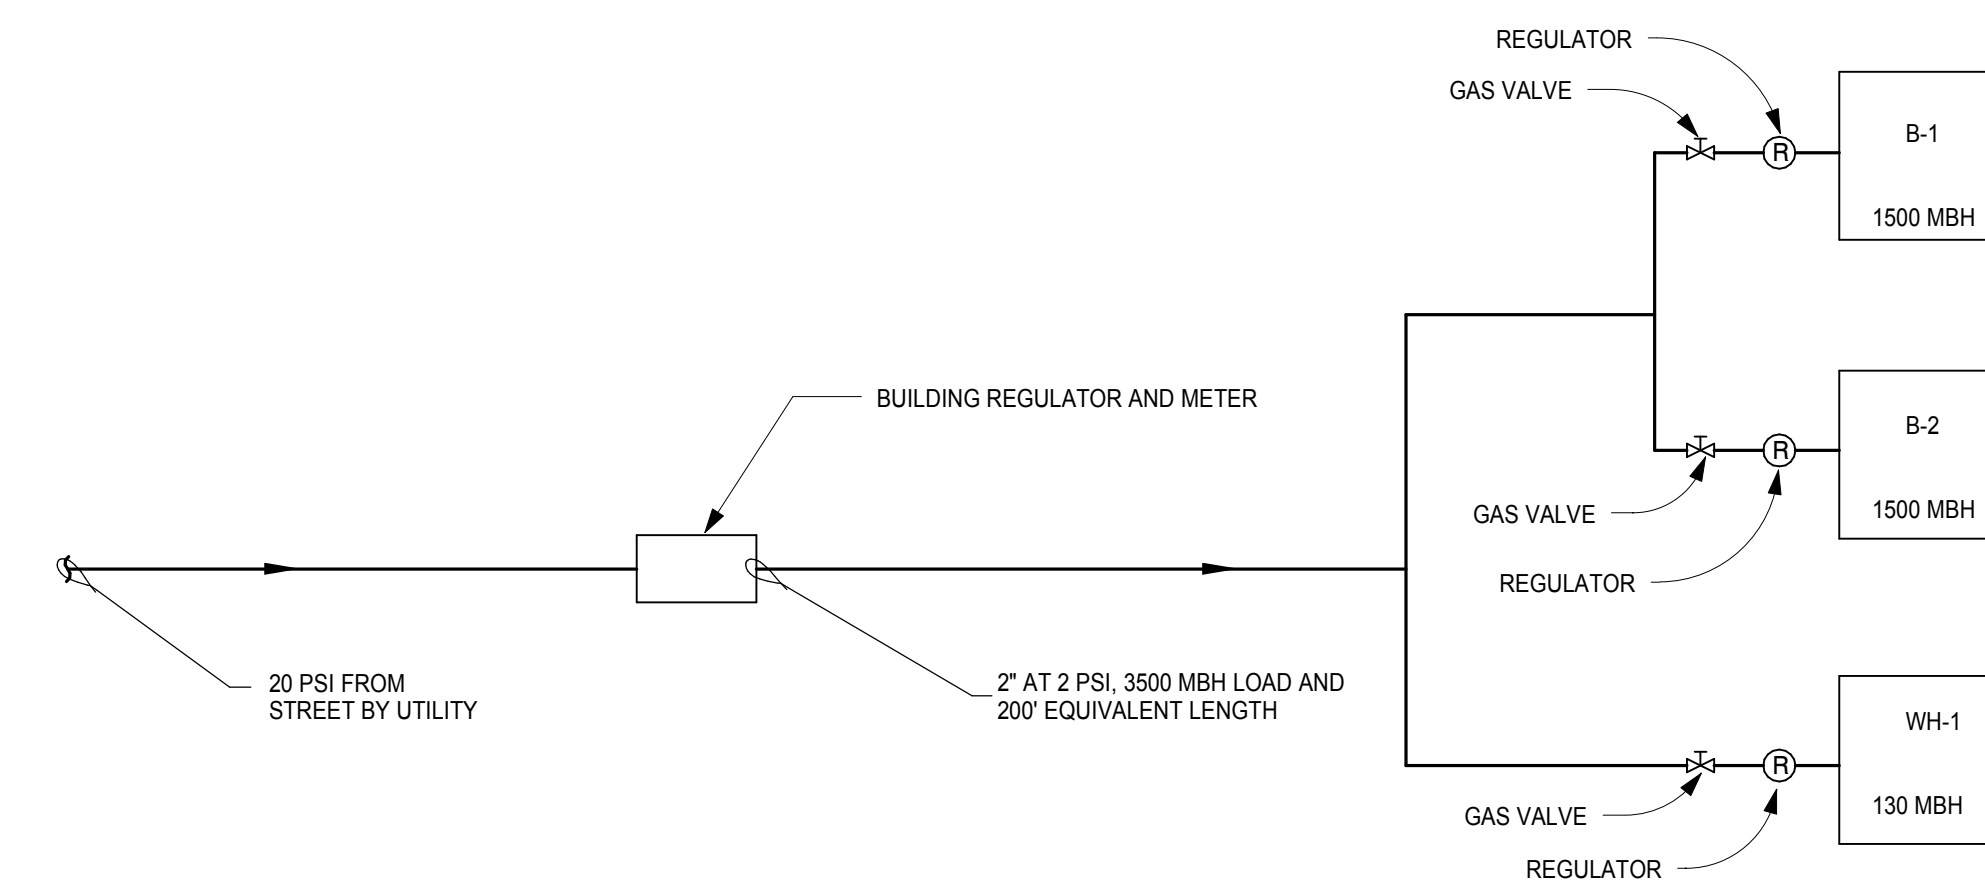 REGULATOR
GAS VALVE
R
B-1
1500 MBH
BUILDING REGULATOR AND METER
B-2
R
1500 MBH
GAS VALVE
REGULATOR
20 PSI FROM
STREET BY UTILITY
2" AT 2 PSI, 3500 MBH LOAD AND
200' EQUIVALENT LENGTH
WH-1
R
130 MBH
GAS VALVE
REGULATOR